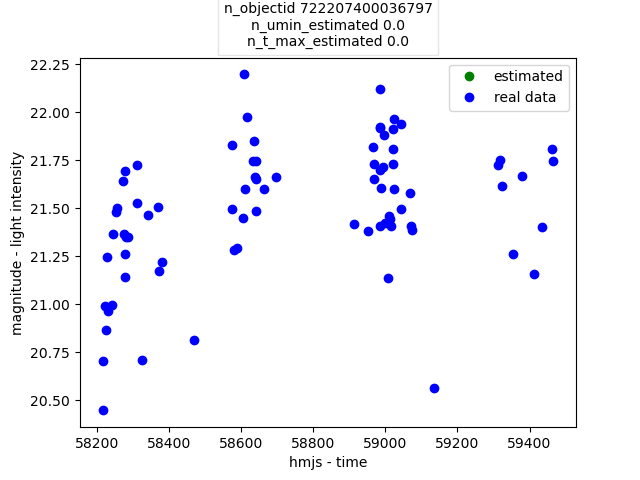 n_objectid 722207400036797
n_umin_estimated 0.0
n_t_max_estimated 0.0
22.25
22.00
21.75
21.50
21.25
21.00
20.75
20.50
magnitude - light intensity
estimated
real data
58200 58400 58600 58800 59000 59200 59400
hmjs - time